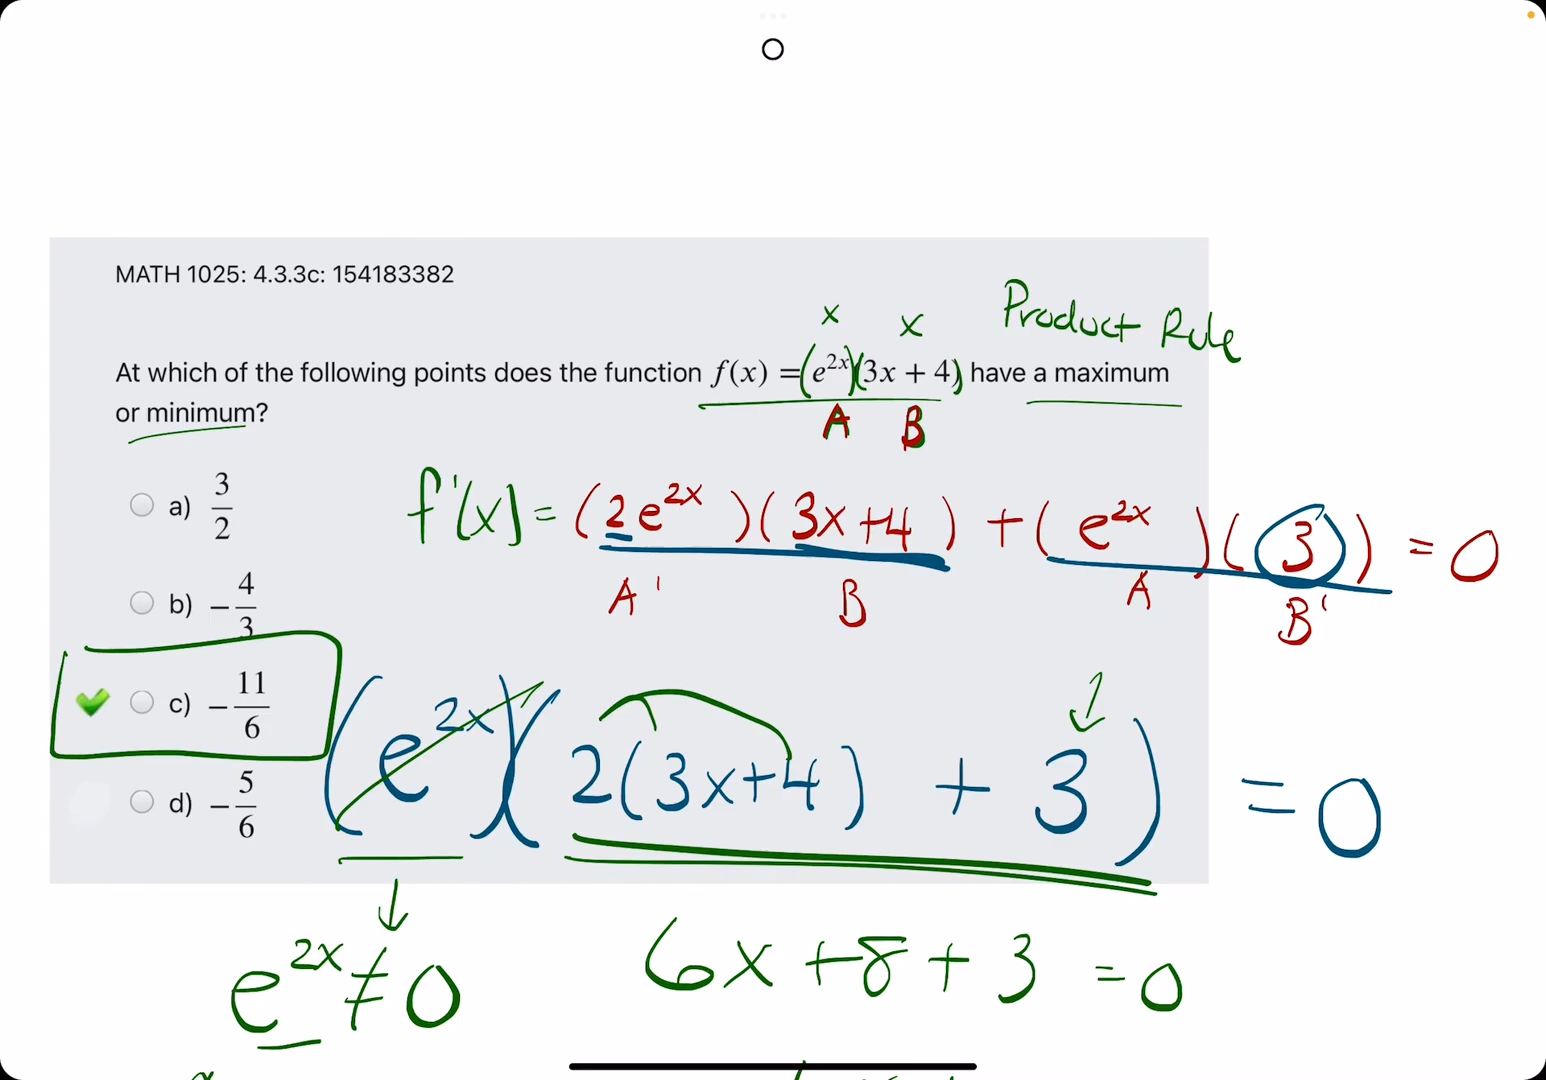 MATH 1025: 4.3.3c: 154183382
x x Product Rule
At which of the following points does the function f(x) = (e^{2x})(3x + 4) have a maximum
or minimum?
A B
a) 3/2
f'(x) = (2e^{2x})(3x+4) + (e^{2x})(3) = 0
A' B A B'
b) -4/3
c) -11/6
(e^{2x})(2(3x+4) + 3) = 0
d) -5/6
e^{2x} ≠ 0
6x + 8 + 3 = 0